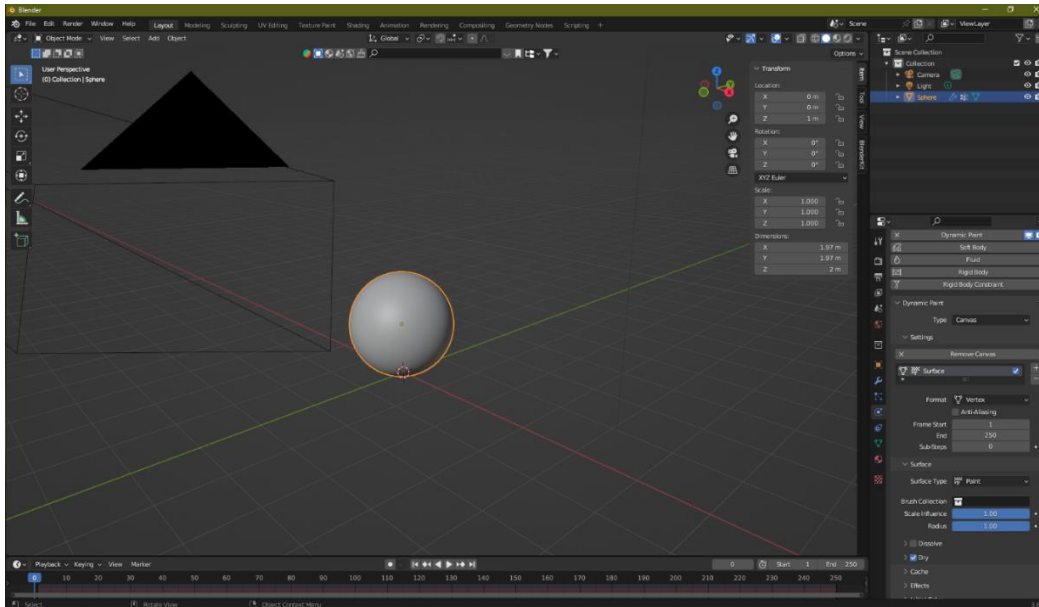 Blender
File Edit Render Window Help Layout Modeling Sculpting UV Editing Texture Paint Shading Animation Rendering Compositing Geometry Nodes Scripting + Scene ViewLayer
Object Mode View Select Add Object Global
Options
User Perspective
(0) Collection | Sphere
Transform
Location:
X 0 m
Y 0 m
Z 1 m
Rotation:
X 0°
Y 0°
Z 0°
XYZ Euler
Scale:
X 1.000
Y 1.000
Z 1.000
Dimensions:
X 1.97 m
Y 1.97 m
Z 2 m
Item
Tool
View
BlenderKit
Scene Collection
Collection
Camera
Light
Sphere
Dynamic Paint
Soft Body
Fluid
Rigid Body
Rigid Body Constraint
Dynamic Paint
Type Canvas
Settings
Remove Canvas
Surface
Format Vertex
Anti-Aliasing
Frame Start 1
End 250
Sub-Steps 0
Surface
Surface Type Paint
Brush Collection
Scale Influence 1.00
Radius 1.00
Dissolve
Dry
Cache
Effects
Playback Keying View Marker 0 Start 1 End 250
0 10 20 30 40 50 60 70 80 90 100 110 120 130 140 150 160 170 180 190 200 210 220 230 240 250
Select Rotate View Object Context Menu